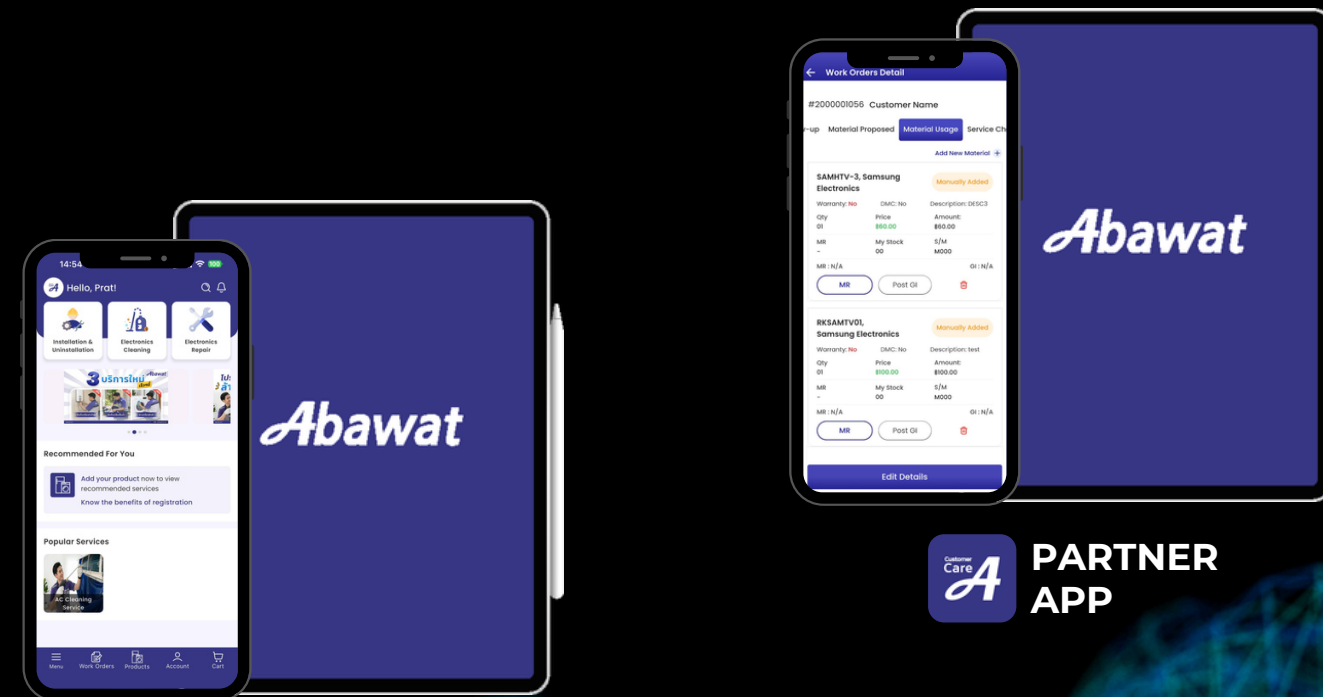 14:54
100
Hello, Prat!
Installation &
Uninstallation
Electronics
Cleaning
Electronics
Repair
3 บริการใหม่
Abawat
Recommended For You
Add your product now to view
recommended services
Know the benefits of registration
Popular Services
AC Cleaning
Service
Menu
Work Orders
Products
Account
Cart
Abawat
Work Orders Detail
#2000001056 Customer Name
-up
Material Proposed
Material Usage
Service Ch
Add New Material +
SAMHTV-3, Samsung
Electronics
Manually Added
Warranty: No
DMC: No
Description: DESC3
Qty
Price
Amount:
01
฿60.00
฿60.00
MR
My Stock
S/M
-
00
M000
MR : N/A
GI : N/A
MR
Post GI
RKSAMTV01,
Samsung Electronics
Manually Added
Warranty: No
DMC: No
Description: test
Qty
Price
Amount:
01
฿100.00
฿100.00
MR
My Stock
S/M
-
00
M000
MR : N/A
GI : N/A
MR
Post GI
Edit Details
Abawat
Customer
Care
A
PARTNER
APP